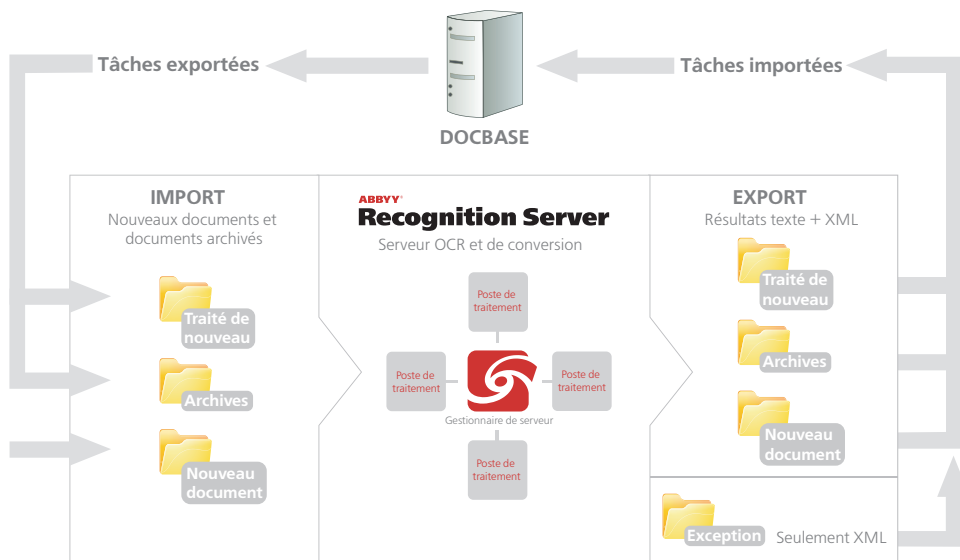 Tâches exportées
Tâches importées
DOCBASE
IMPORT
Nouveaux documents et
documents archivés
Traité de
nouveau
Archives
Nouveau
document
ABBYY®
Recognition Server
Serveur OCR et de conversion
Poste de
traitement
Poste de
traitement
Poste de
traitement
Gestionnaire de serveur
Poste de
traitement
EXPORT
Résultats texte + XML
Traité de
nouveau
Archives
Nouveau
document
Exception
Seulement XML